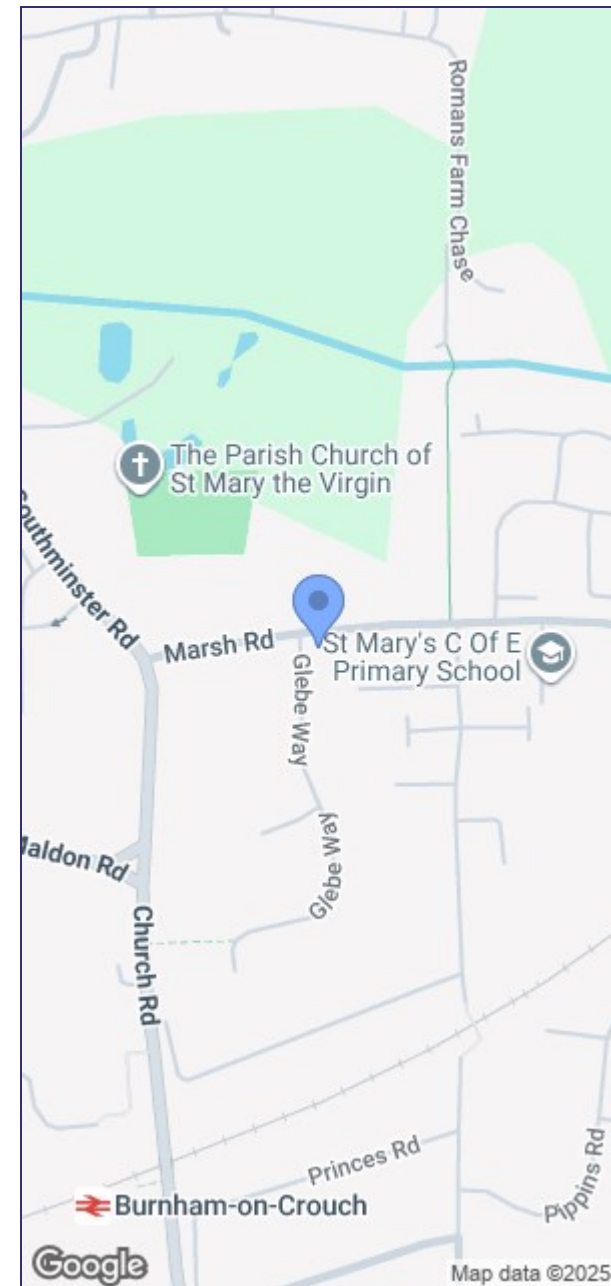 Romans Farm Chase
The Parish Church of
St Mary the Virgin
Southminster Rd
Marsh Rd
St Mary's C Of E
Primary School
Glebe Way
Glebe Way
Maldon Rd
Church Rd
Princes Rd
Pippins Rd
Burnham-on-Crouch
Google
Map data ©2025